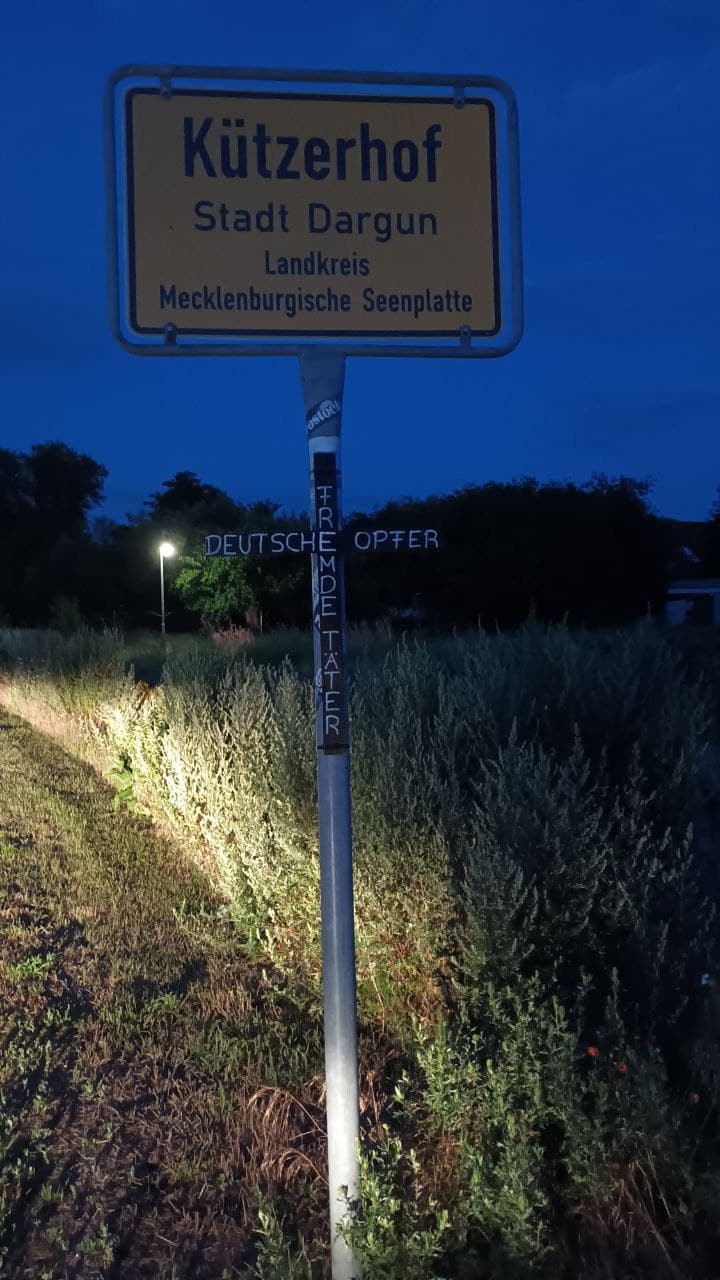 Kützerhof
Stadt Dargun
Landkreis
Mecklenburgische Seenplatte
DEUTSCHE OPFER
FREMDE TÄTER